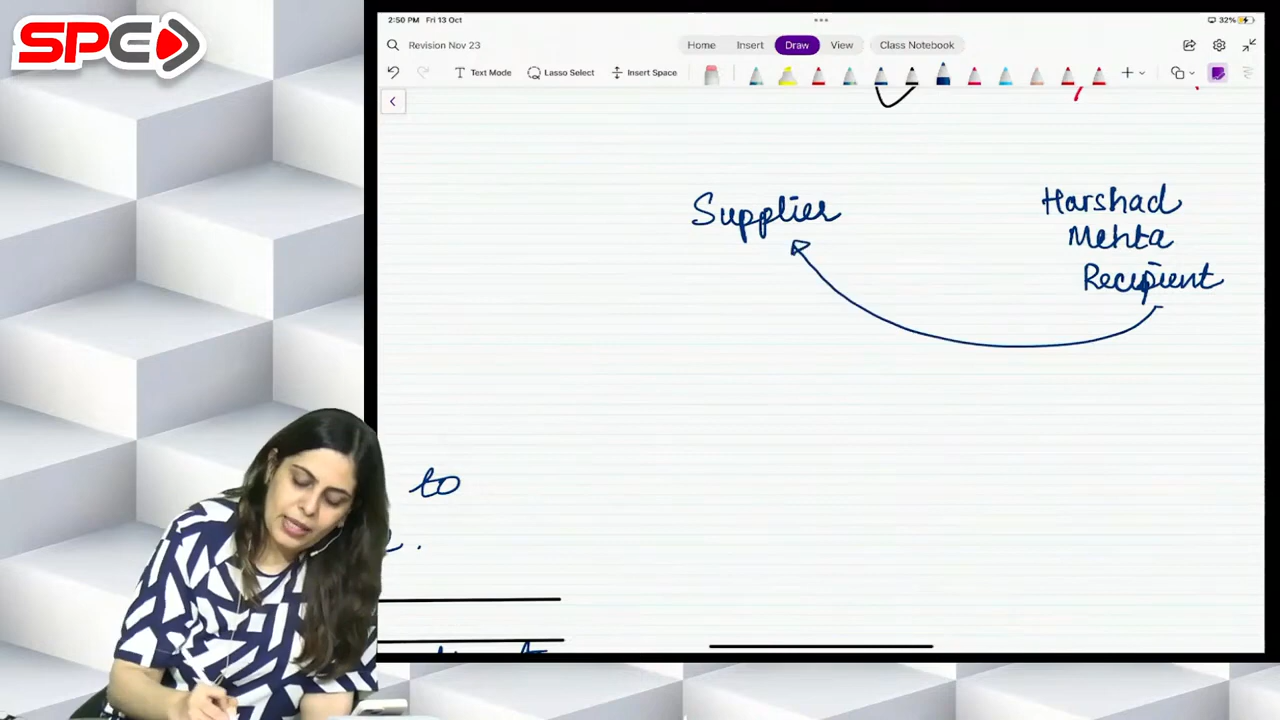 SPC
2:50 PM Fri 13 Oct
32%
Revision Nov 23
Home Insert Draw View Class Notebook
Text Mode Lasso Select Insert Space
Supplier
Harshad
Mehta
Recipient
to